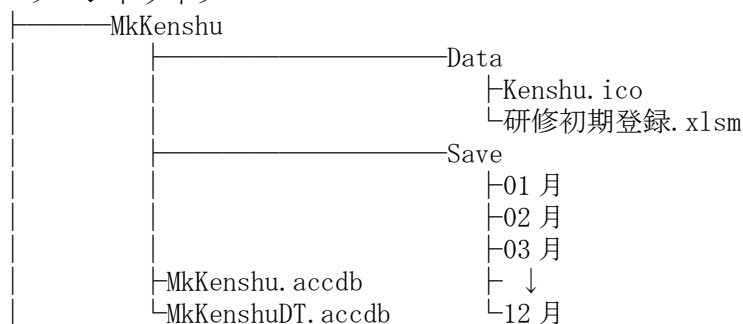 ├─────MkKenshu
│ ├──────────────Data
│ │ ├Kenshu.ico
│ │ └研修初期登録.xlsm
│ ├──────────────Save
│ │ ├01月
│ │ ├02月
│ │ ├03月
│ ├MkKenshu.accdb ├ ↓
│ └MkKenshuDT.accdb └12月